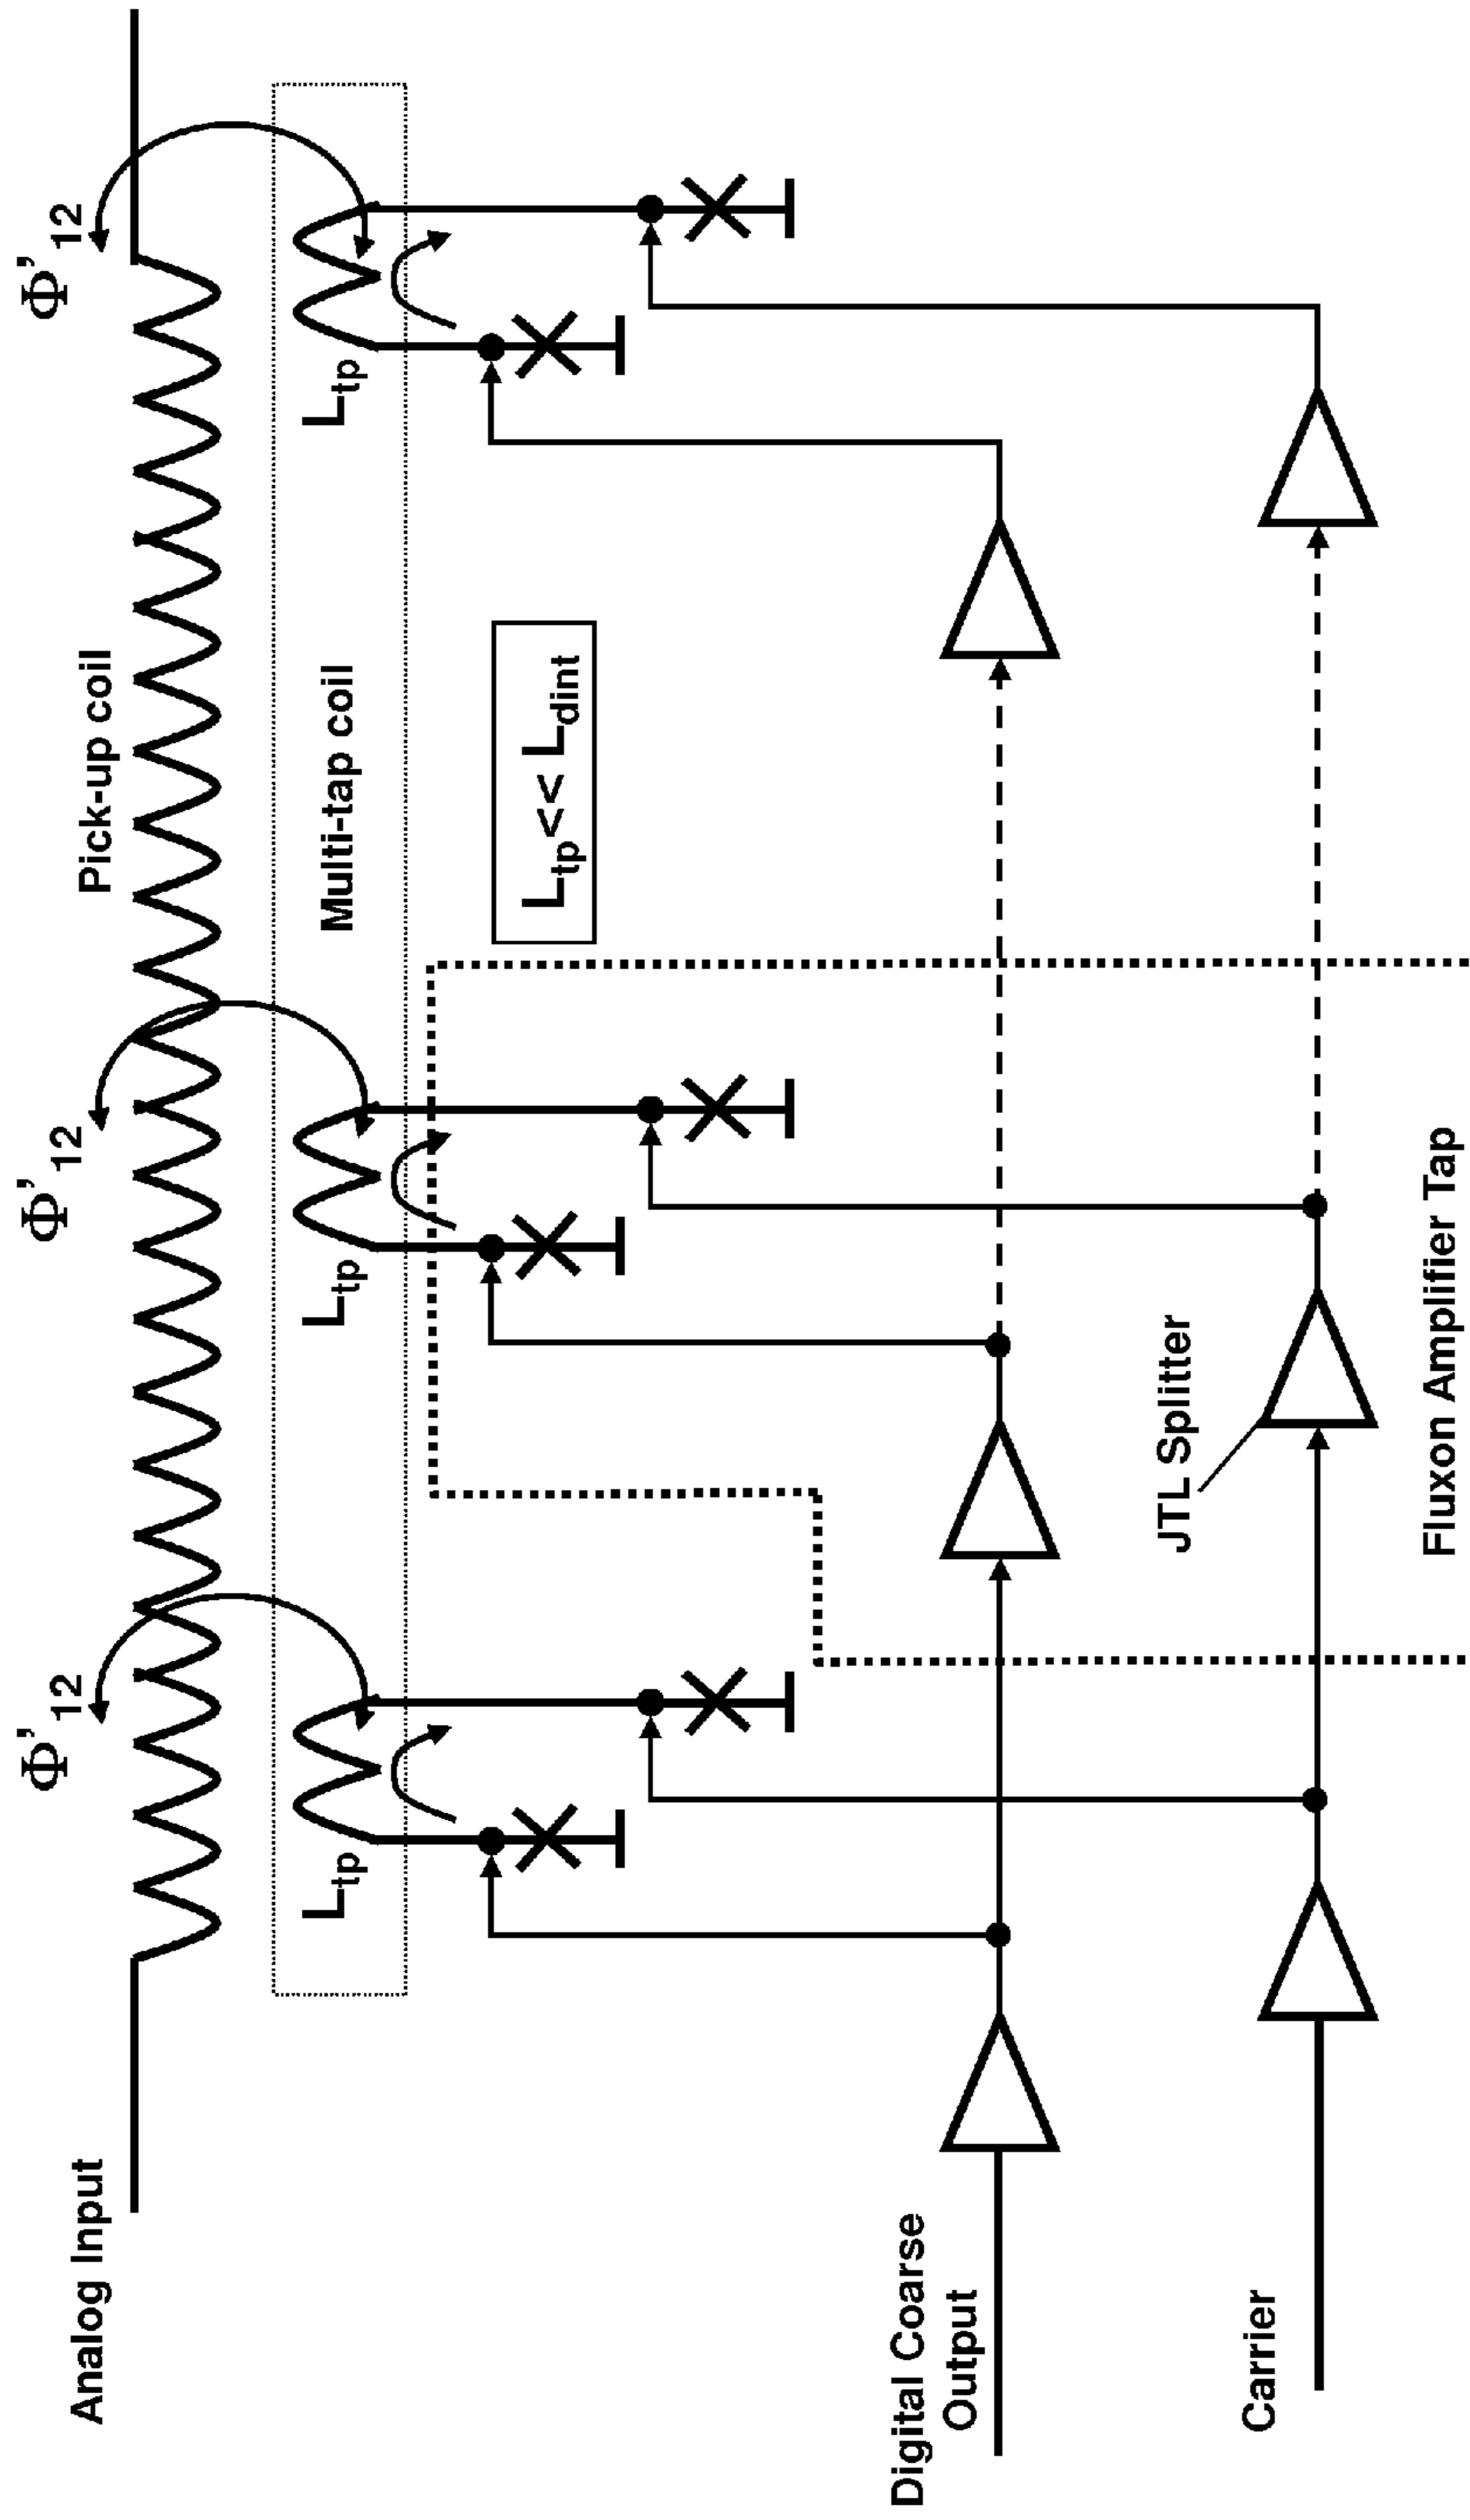 Analog Input
Pick-up coil
Φ'12
Φ'12
Φ'12
Multi-tap coil
Ltp
Ltp
Ltp
Ltp<< Ldint
Digital Coarse
Output
JTL Splitter
Carrier
Fluxon Amplifier Tap